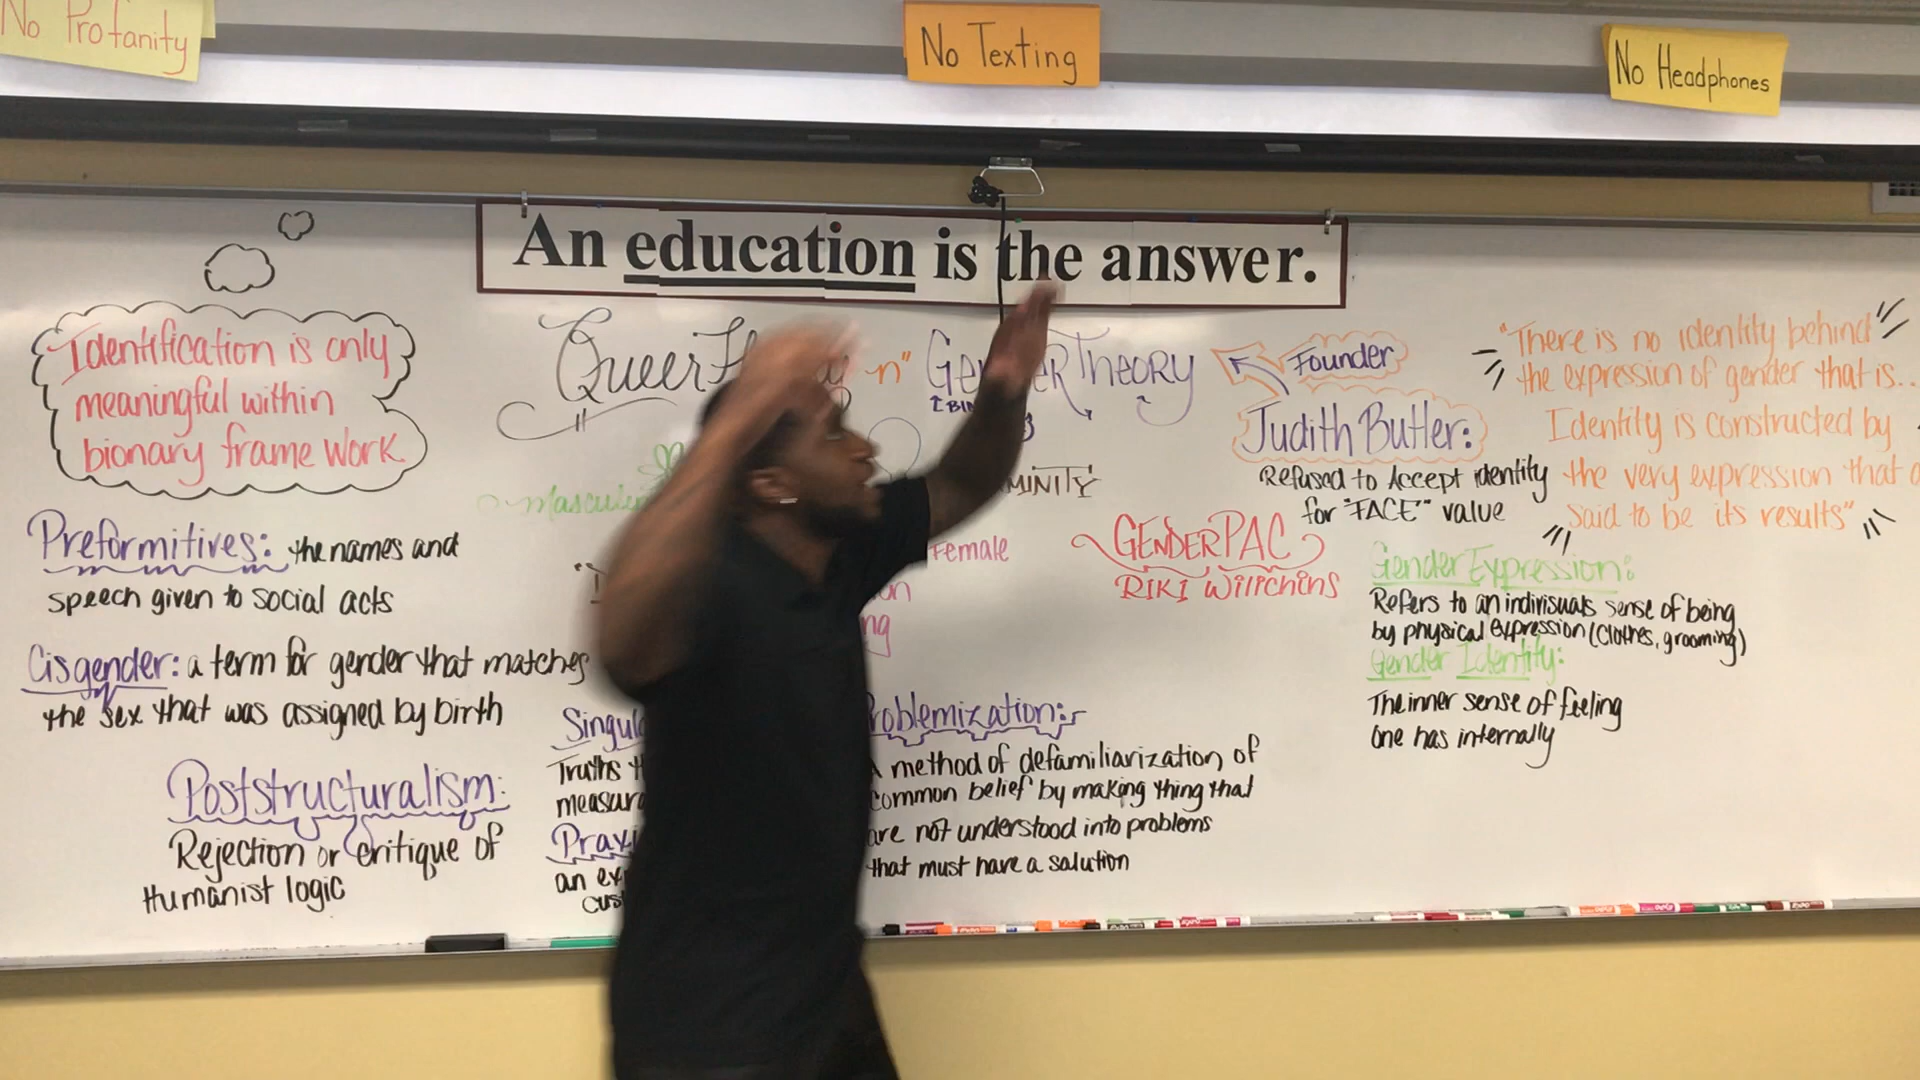 No Profanity
No Texting
No Headphones
An education is the answer.
Identification is only
meaningful within
bionary frame work
Preformitives: the names and
speech given to social acts
Cisgender: a term for gender that matches
the sex that was assigned by birth
Poststructuralism:
Rejection or critique of
Humanist logic
Queer
"n"
Theory
Founder
Judith Butler:
Refused to Accept identity
for "FACE" value
"There is no identity behind
the expression of gender that is...
Identity is constructed by
the very expression that
said to be its results"
Female
GenderPAC
Riki Willchins
Truths
an
roblemization:
A method of defamiliarization of
common belief by making thing that
are not understood into problems
that must have a solution
Gender Expression:
Refers to an indivisuals sense of being
by physical expression (clothes, grooming)
Gender Identity:
The inner sense of feeling
one has internally